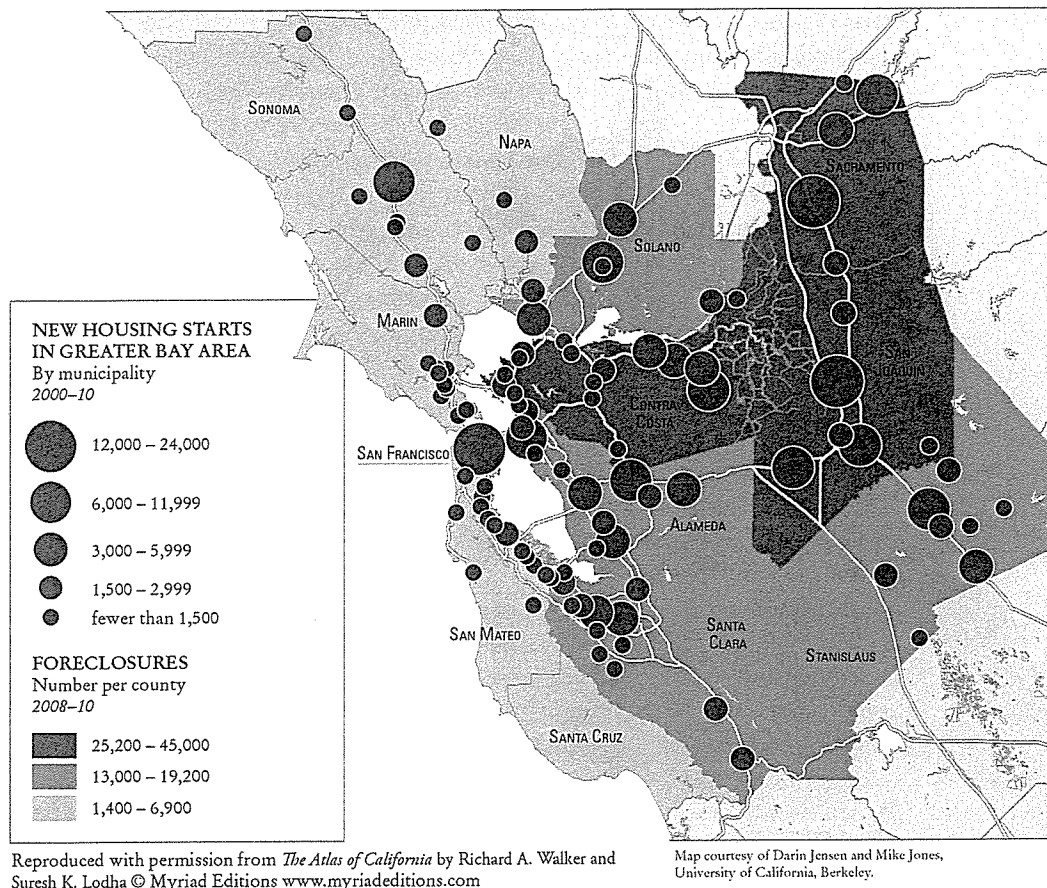 SONOMA
NAPA
SACRAMENTO
SOLANO
MARIN
SAN
JOAQUIN
CONTRA
COSTA
SAN FRANCISCO
ALAMEDA
SANTA
CLARA
SAN MATEO
STANISLAUS
SANTA CRUZ
NEW HOUSING STARTS
IN GREATER BAY AREA
By municipality
2000–10
12,000 – 24,000
6,000 – 11,999
3,000 – 5,999
1,500 – 2,999
fewer than 1,500
FORECLOSURES
Number per county
2008–10
25,200 – 45,000
13,000 – 19,200
1,400 – 6,900
Reproduced with permission from The Atlas of California by Richard A. Walker and
Suresh K. Lodha © Myriad Editions www.myriadeditions.com
Map courtesy of Darin Jensen and Mike Jones,
University of California, Berkeley.